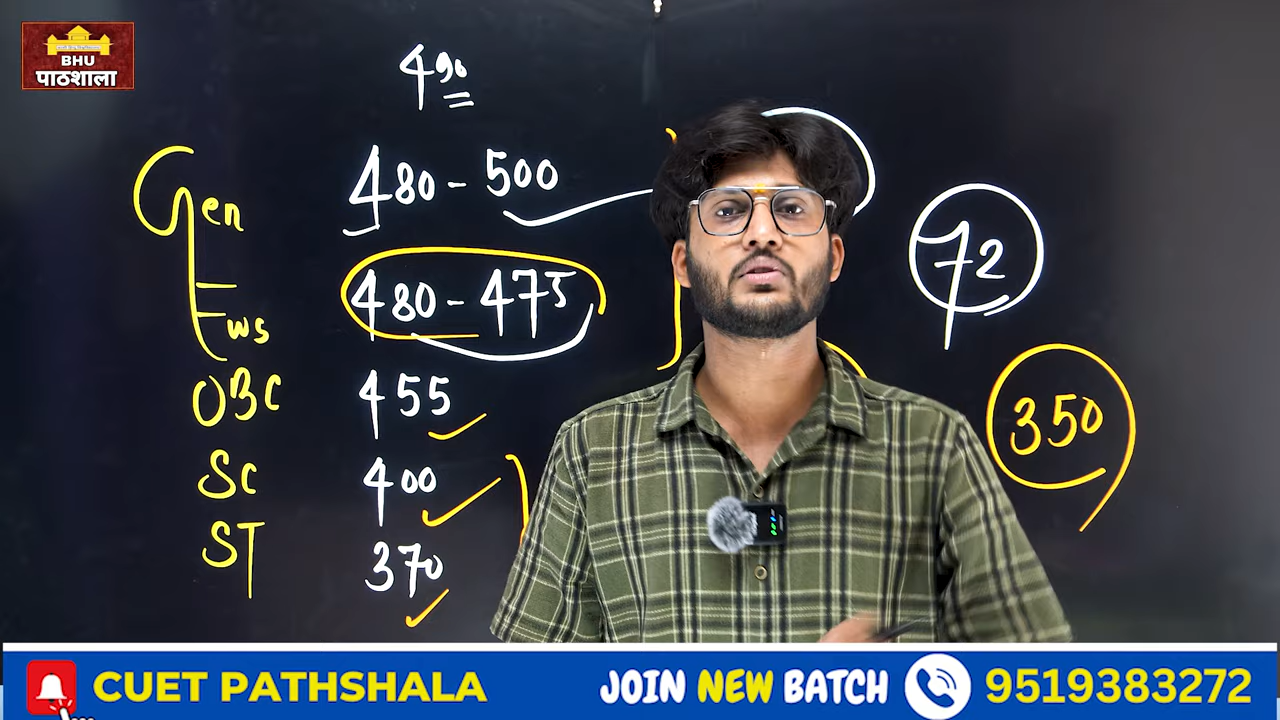 BHU
पाठशाला
490
Gen 480 - 500
72
EWS 480 - 475
OBC 455
350
SC 400
ST 370
CUET PATHSHALA JOIN NEW BATCH 9519383272